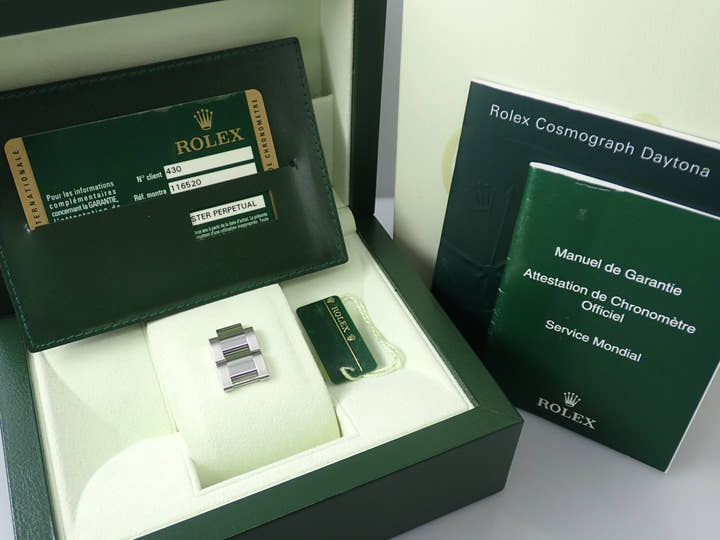 ROLEX
N° client 430
Réf. montre 116520
Pour les informations
complémentaires
concernant la GARANTIE,
STER PERPETUAL
DE CHRONOMÈTRE
ROLEX
Rolex Cosmograph Daytona
Manuel de Garantie
Attestation de Chronomètre
Officiel
Service Mondial
ROLEX